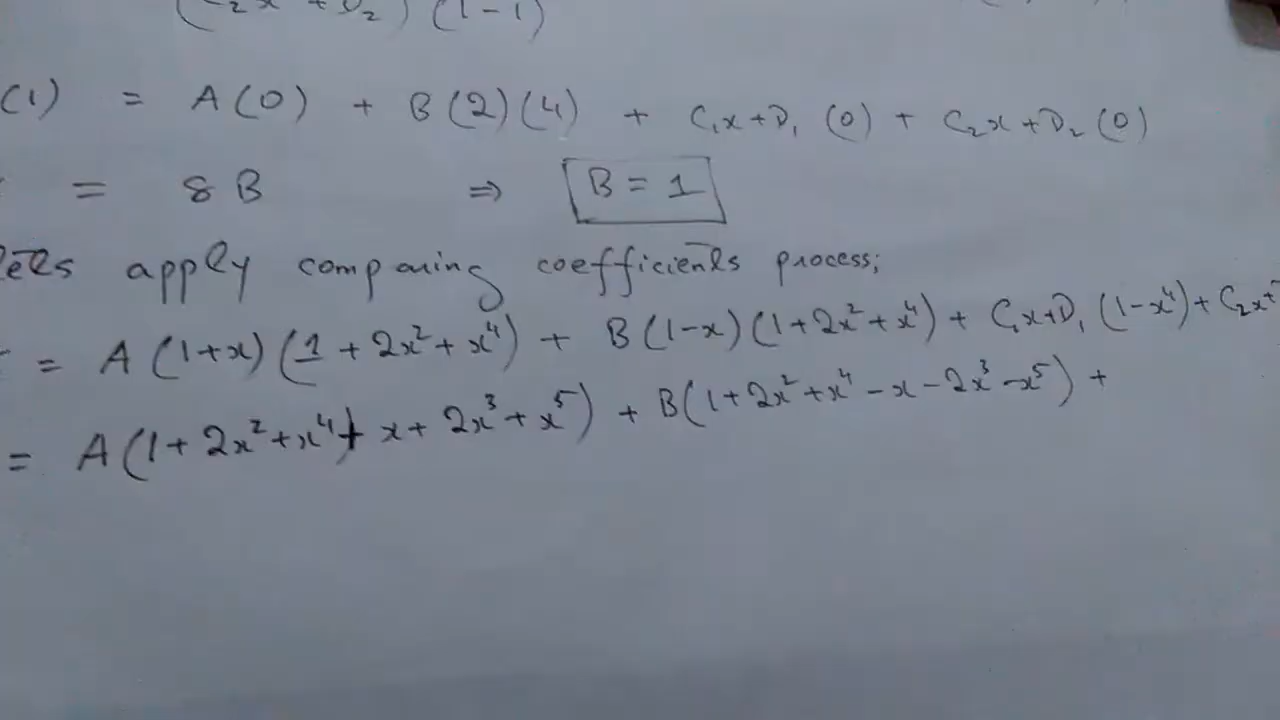 (1) = A(0) + B(2)(4) + C₁x+D₁ (0) + C₂x+D₂ (0)
= 8B ⇒ B = 1
apply comparing coefficients process;
= A(1+x)(1+2x²+x⁴) + B(1-x)(1+2x²+x⁴) + C₁x+D₁ (1-x⁴) + C₂x+
= A(1+2x²+x⁴+x+2x³+x⁵) + B(1+2x²+x⁴-x-2x³-x⁵) +